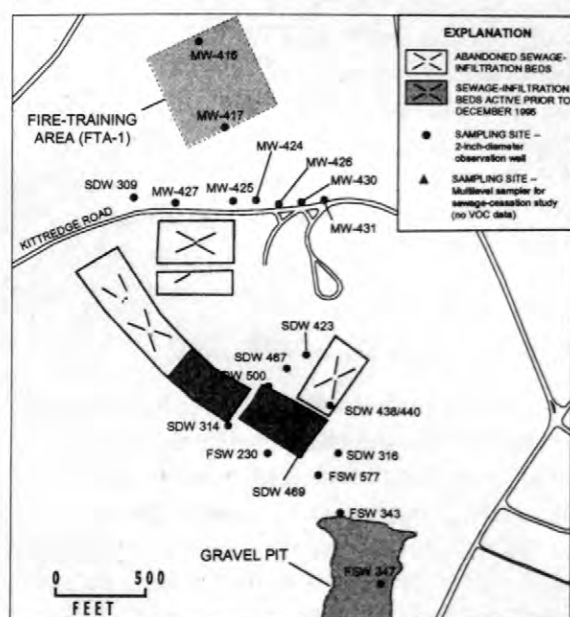 EXPLANATION
ABANDONED SEWAGE-
INFILTRATION BEDS
SEWAGE-INFILTRATION
BEDS ACTIVE PRIOR TO
DECEMBER 1995
SAMPLING SITE –
2-inch-diameter
observation well
SAMPLING SITE –
Multilevel sampler for
sewage-cessation study
(no VOC data)
MW-416
FIRE-TRAINING
AREA (FTA-1)
MW-417
MW-424
MW-426
SDW 309
MW-427
MW-425
MW-430
MW-431
KITTREDGE ROAD
SDW 423
SDW 467
500
SDW 438/440
SDW 314
FSW 230
SDW 316
FSW 577
SDW 469
FSW 343
GRAVEL PIT
FSW 347
0 500
FEET